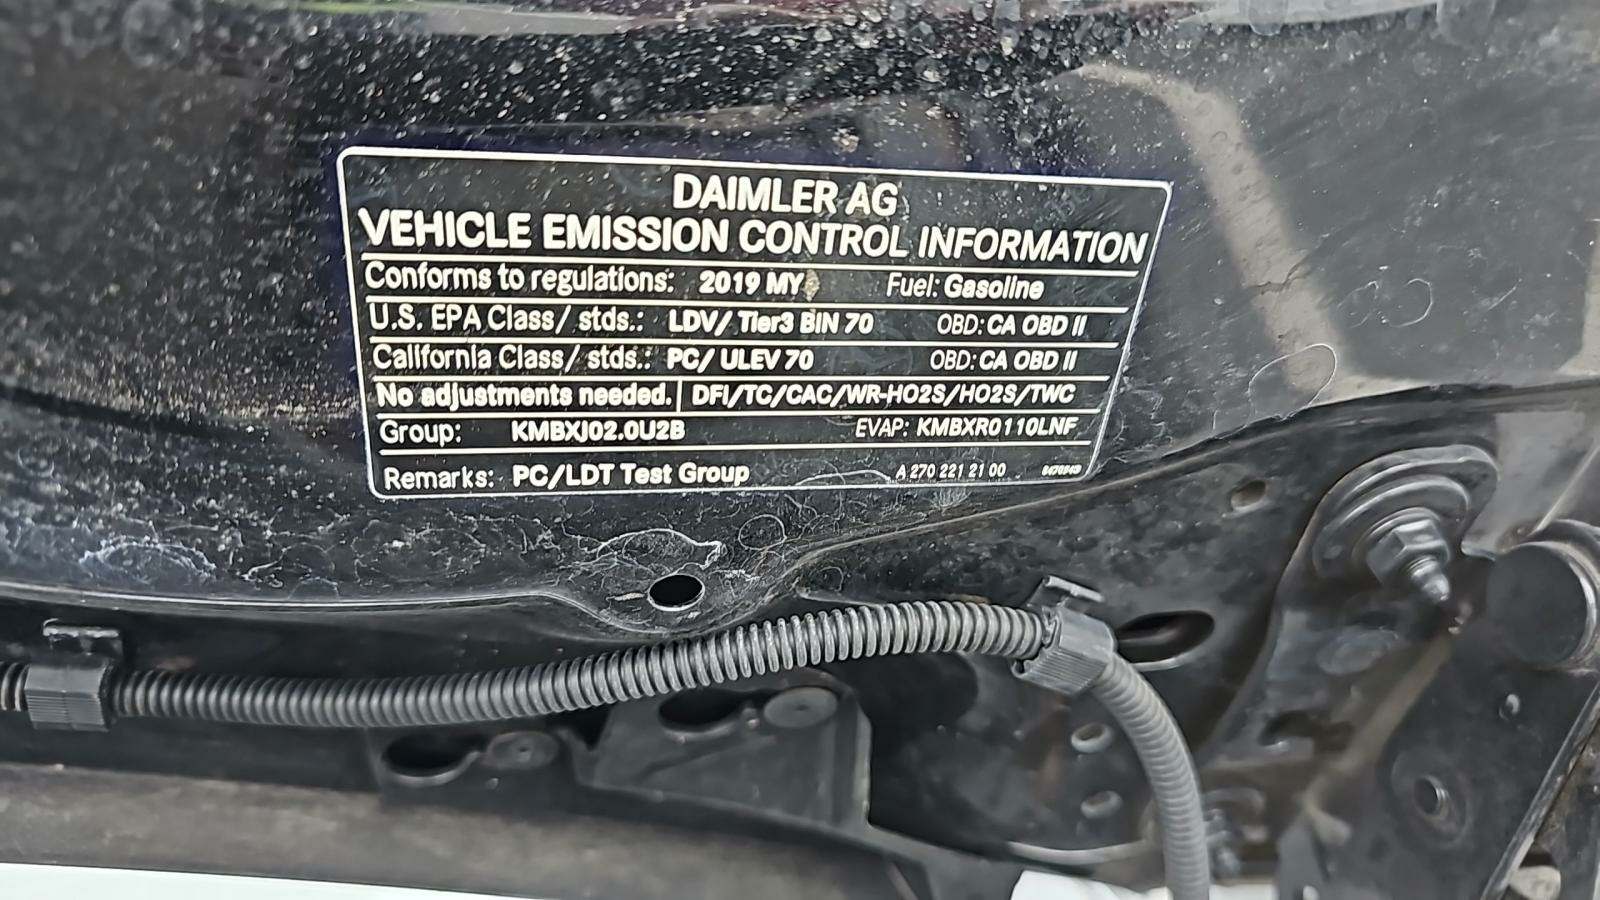 DAIMLER AG
VEHICLE EMISSION CONTROL INFORMATION
Conforms to regulations: 2019 MY Fuel: Gasoline
U.S. EPA Class/ stds.: LDV/ Tier3 BIN 70 OBD: CA OBD II
California Class/ stds.: PC/ ULEV 70 OBD: CA OBD II
No adjustments needed. DFI/TC/CAC/WR-HO2S/HO2S/TWC
Group: KMBXJ02.0U2B EVAP: KMBXR0110LNF
Remarks: PC/LDT Test Group A 270 221 21 00